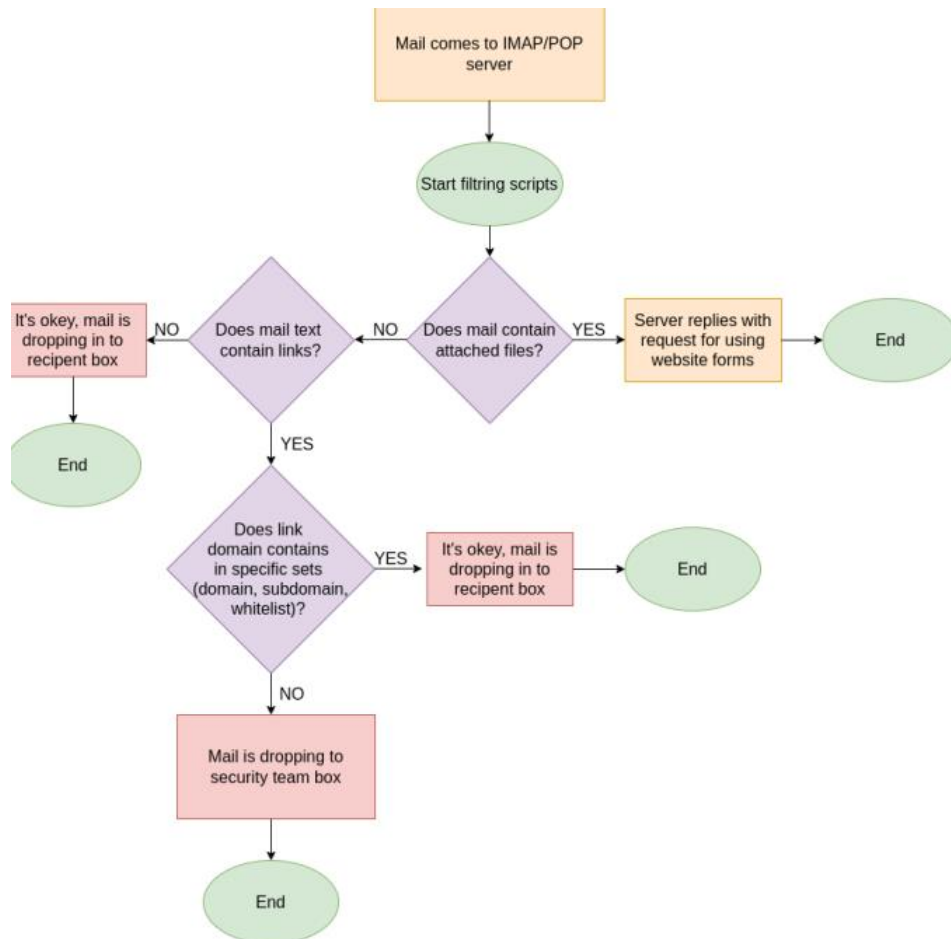 Mail comes to IMAP/POP
server
Start filtring scripts
It's okey, mail is
dropping in to
recipent box
NO
Does mail text
contain links?
NO
Does mail contain
attached files?
YES
Server replies with
request for using
website forms
End
End
YES
Does link
domain contains
in specific sets
(domain, subdomain,
whitelist)?
YES
It's okey, mail is
dropping in to
recipent box
End
NO
Mail is dropping to
security team box
End